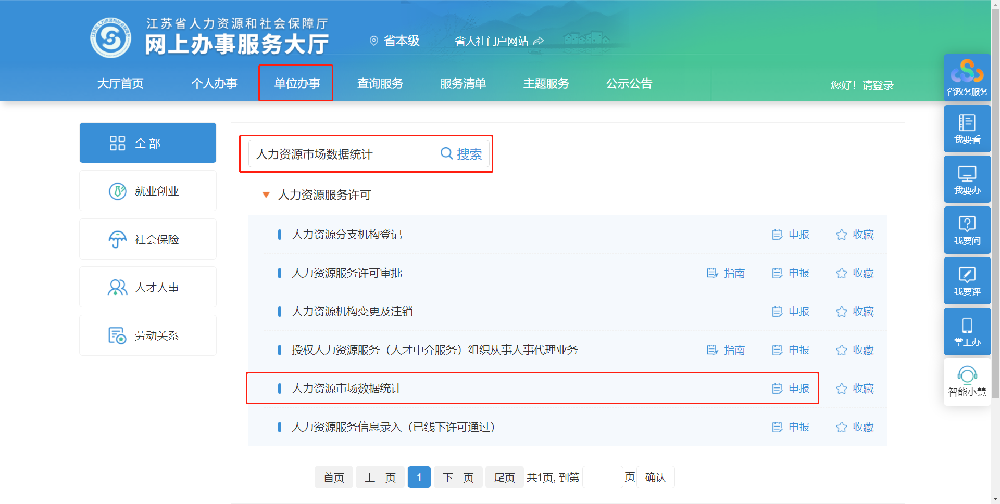 江苏省人力资源和社会保障厅
网上办事服务大厅
省本级
省人社门户网站
大厅首页 个人办事 单位办事 查询服务 服务清单 主题服务 公示公告
您好！请登录
省政务服务
我要看
我要办
我要问
我要评
掌上办
智能小慧
全部
就业创业
社会保险
人才人事
劳动关系
人力资源市场数据统计 搜索
人力资源服务许可
人力资源分支机构登记 申报 收藏
人力资源服务许可审批 指南 申报 收藏
人力资源机构变更及注销 申报 收藏
授权人力资源服务（人才中介服务）组织从事人事代理业务 指南 申报 收藏
人力资源市场数据统计 申报 收藏
人力资源服务信息录入（已线下许可通过） 申报 收藏
首页 上一页 1 下一页 尾页 共1页, 到第 页 确认